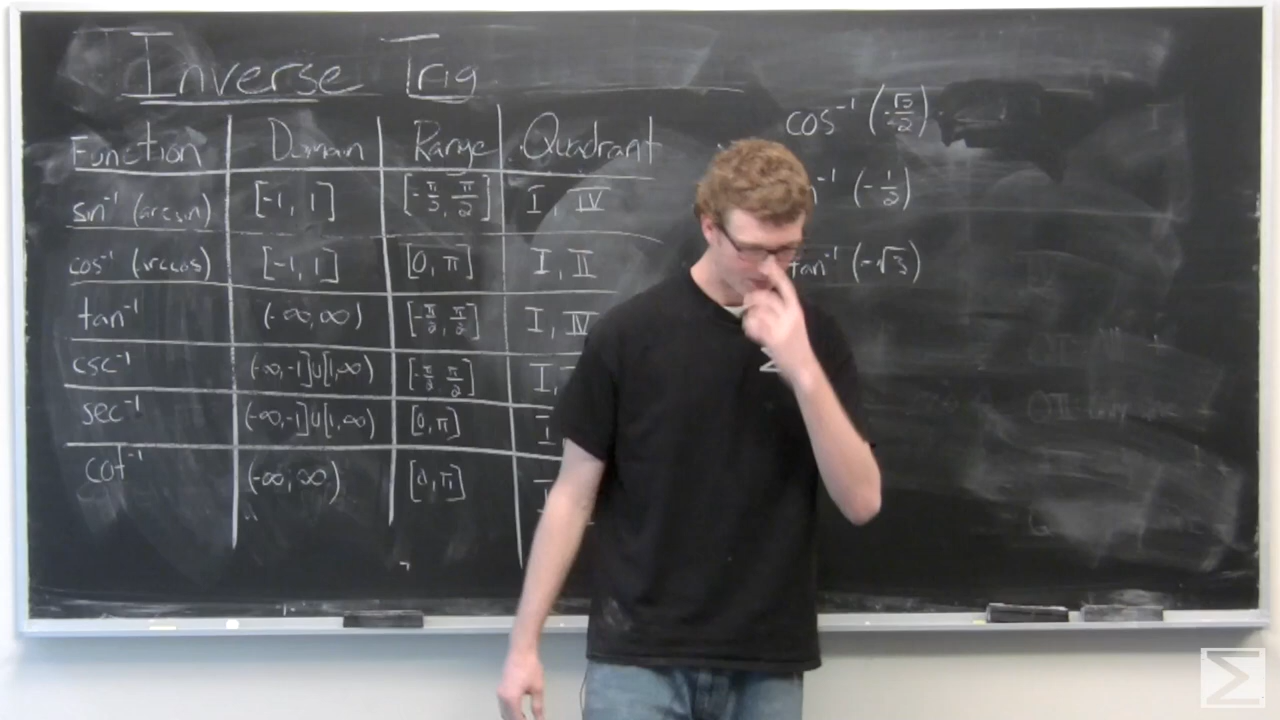 Inverse Trig
Function Domain Range Quadrant
sin⁻¹ (arcsin) [-1, 1] [-π/2, π/2] I, IV
cos⁻¹ (arccos) [-1, 1] [0, π] I, II
tan⁻¹ (-∞, ∞) [-π/2, π/2] I, IV
csc⁻¹ (-∞, -1]∪[1, ∞) [-π/2, π/2] I,
sec⁻¹ (-∞, -1]∪[1, ∞) [0, π] I
cot⁻¹ (-∞, ∞) [0, π] I
cos⁻¹ (-√3/2)
n⁻¹ (-1/2)
tan⁻¹ (-√3)
Σ
Σ